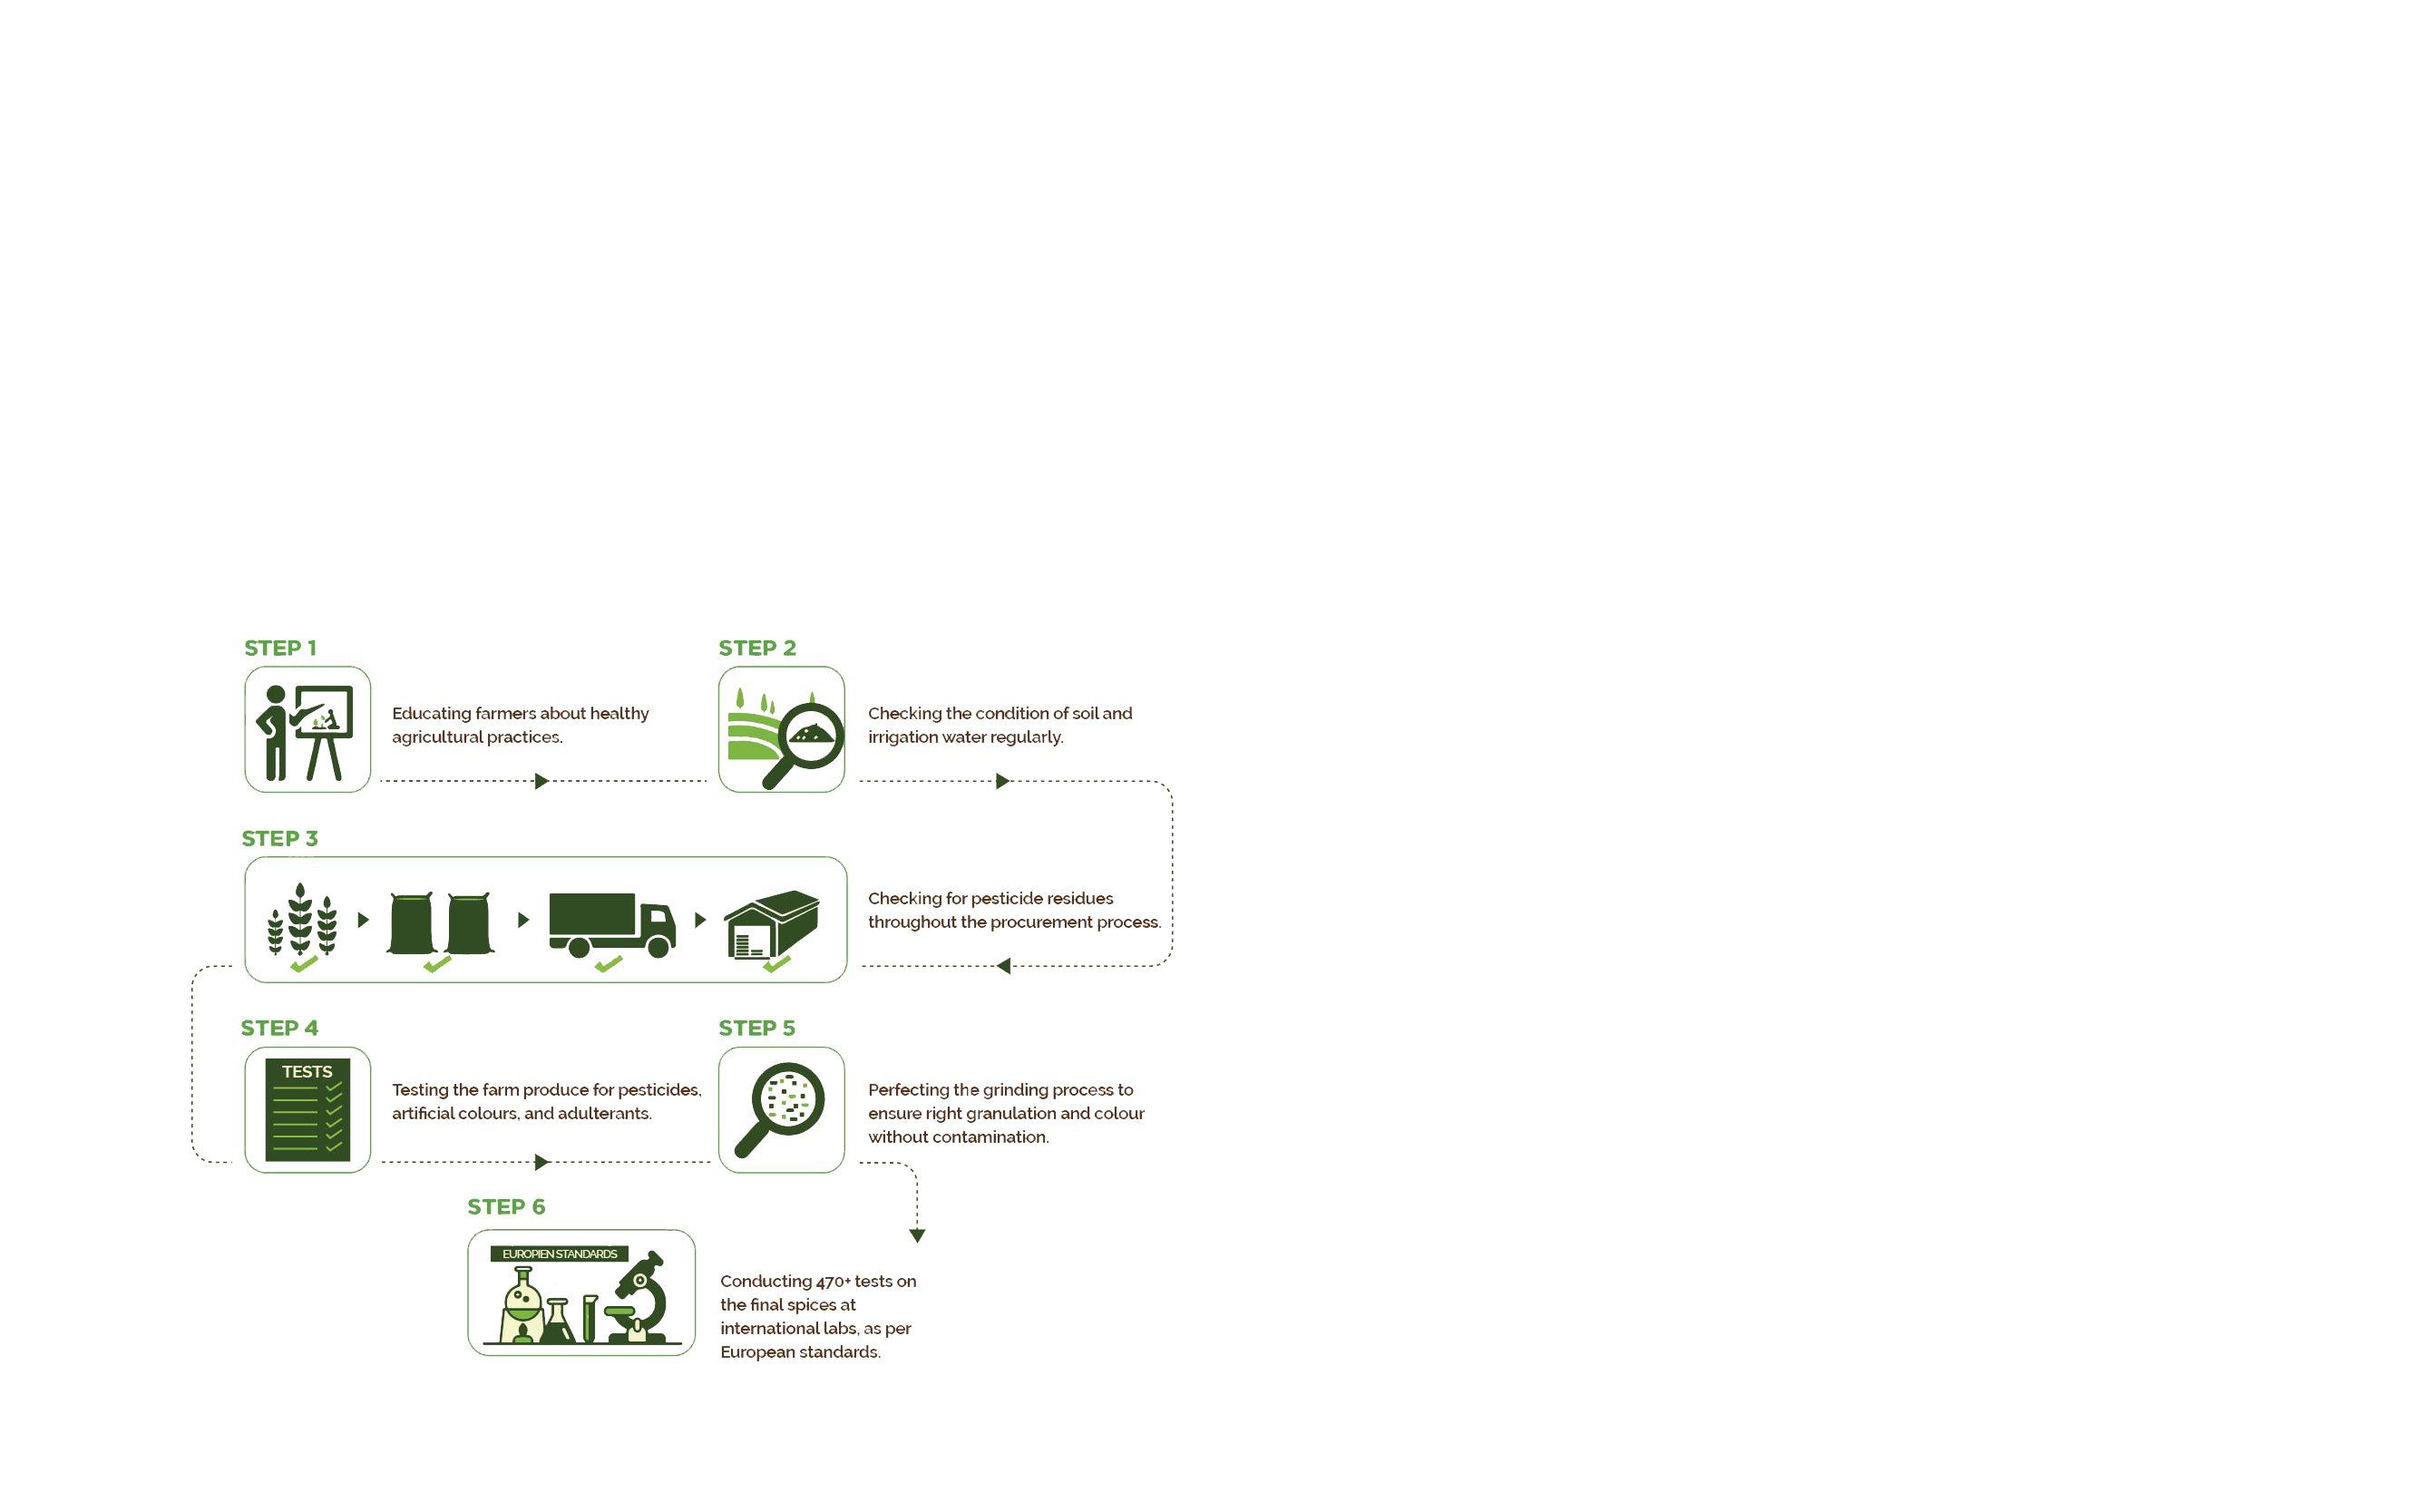 STEP 1
Educating farmers about healthy
agricultural practices.
STEP 2
Checking the condition of soil and
irrigation water regularly.
STEP 3
Checking for pesticide residues
throughout the procurement process.
STEP 4
TESTS
Testing the farm produce for pesticides,
artificial colours, and adulterants.
STEP 5
Perfecting the grinding process to
ensure right granulation and colour
without contamination.
STEP 6
EUROPIEN STANDARDS
Conducting 470+ tests on
the final spices at
international labs, as per
European standards.